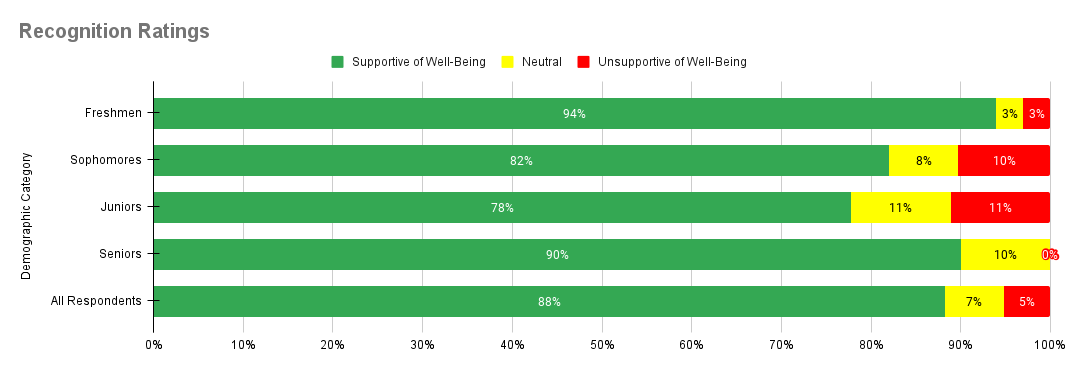 Recognition Ratings
Supportive of Well-Being Neutral Unsupportive of Well-Being
Demographic Category
Freshmen 94% 3% 3%
Sophomores 82% 8% 10%
Juniors 78% 11% 11%
Seniors 90% 10% 0%
All Respondents 88% 7% 5%
0% 10% 20% 30% 40% 50% 60% 70% 80% 90% 100%